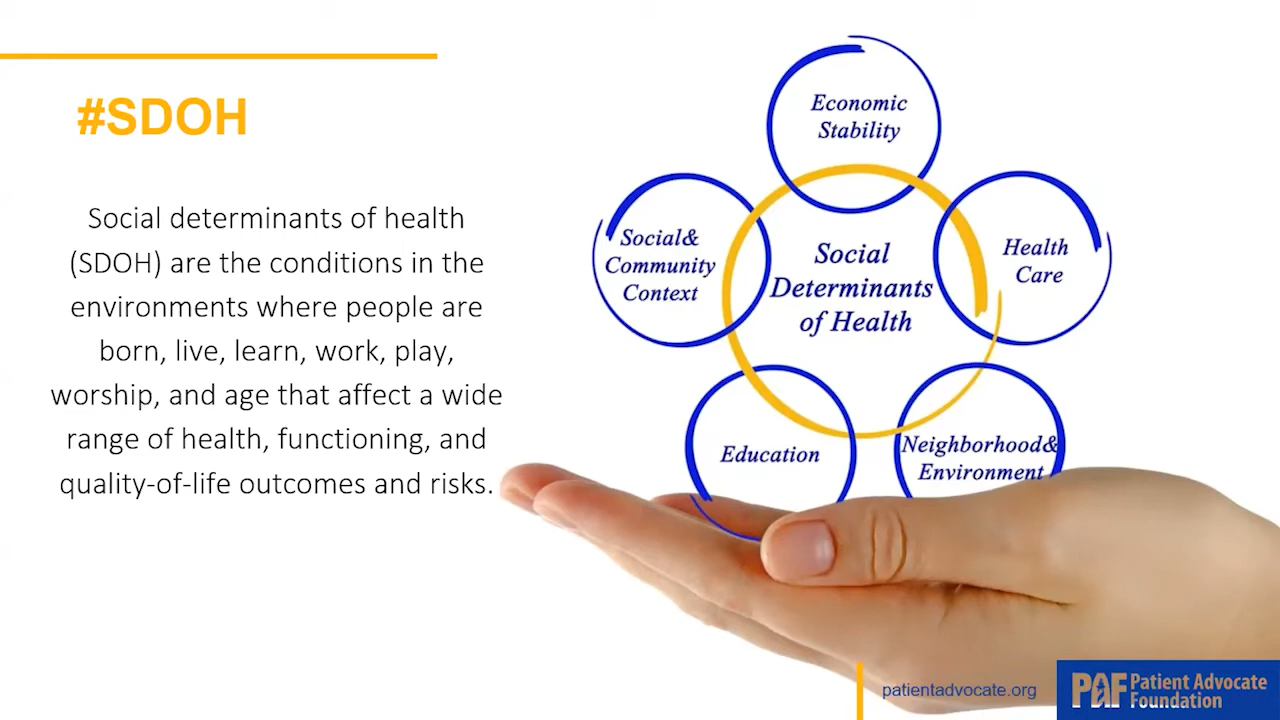 #SDOH
Social determinants of health
(SDOH) are the conditions in the
environments where people are
born, live, learn, work, play,
worship, and age that affect a wide
range of health, functioning, and
quality-of-life outcomes and risks.
Economic
Stability
Social&
Community
Context
Social
Determinants
of Health
Health
Care
Education
Neighborhood&
Environment
patientadvocate.org
PAF Patient Advocate
Foundation